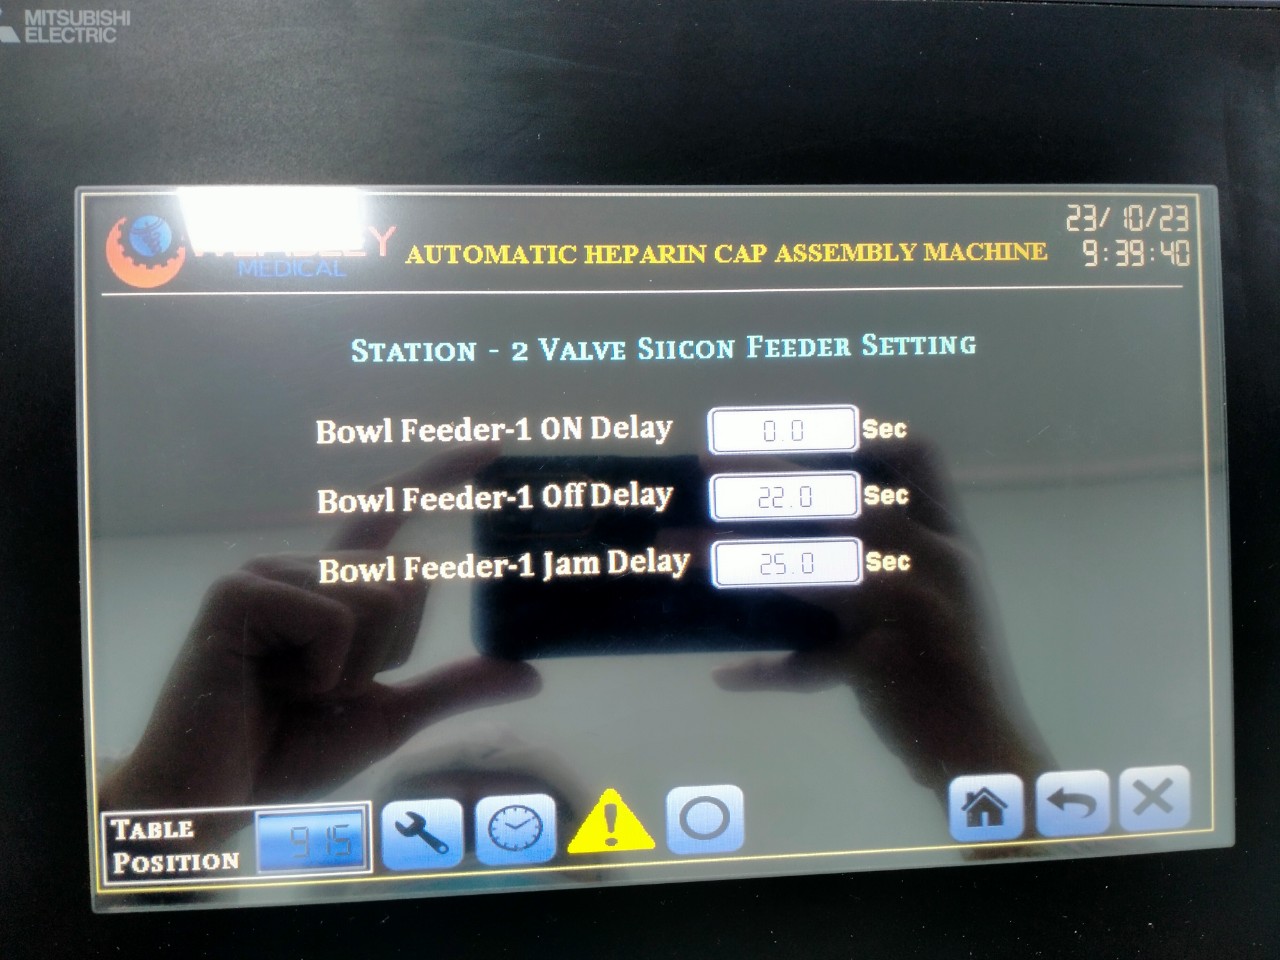 MITSUBISHI
ELECTRIC
MEDICAL
AUTOMATIC HEPARIN CAP ASSEMBLY MACHINE
23/10/23
9:39:40
STATION - 2 VALVE SIICON FEEDER SETTING
Bowl Feeder-1 ON Delay 0.0 Sec
Bowl Feeder-1 Off Delay 22.0 Sec
Bowl Feeder-1 Jam Delay 25.0 Sec
TABLE
POSITION
915